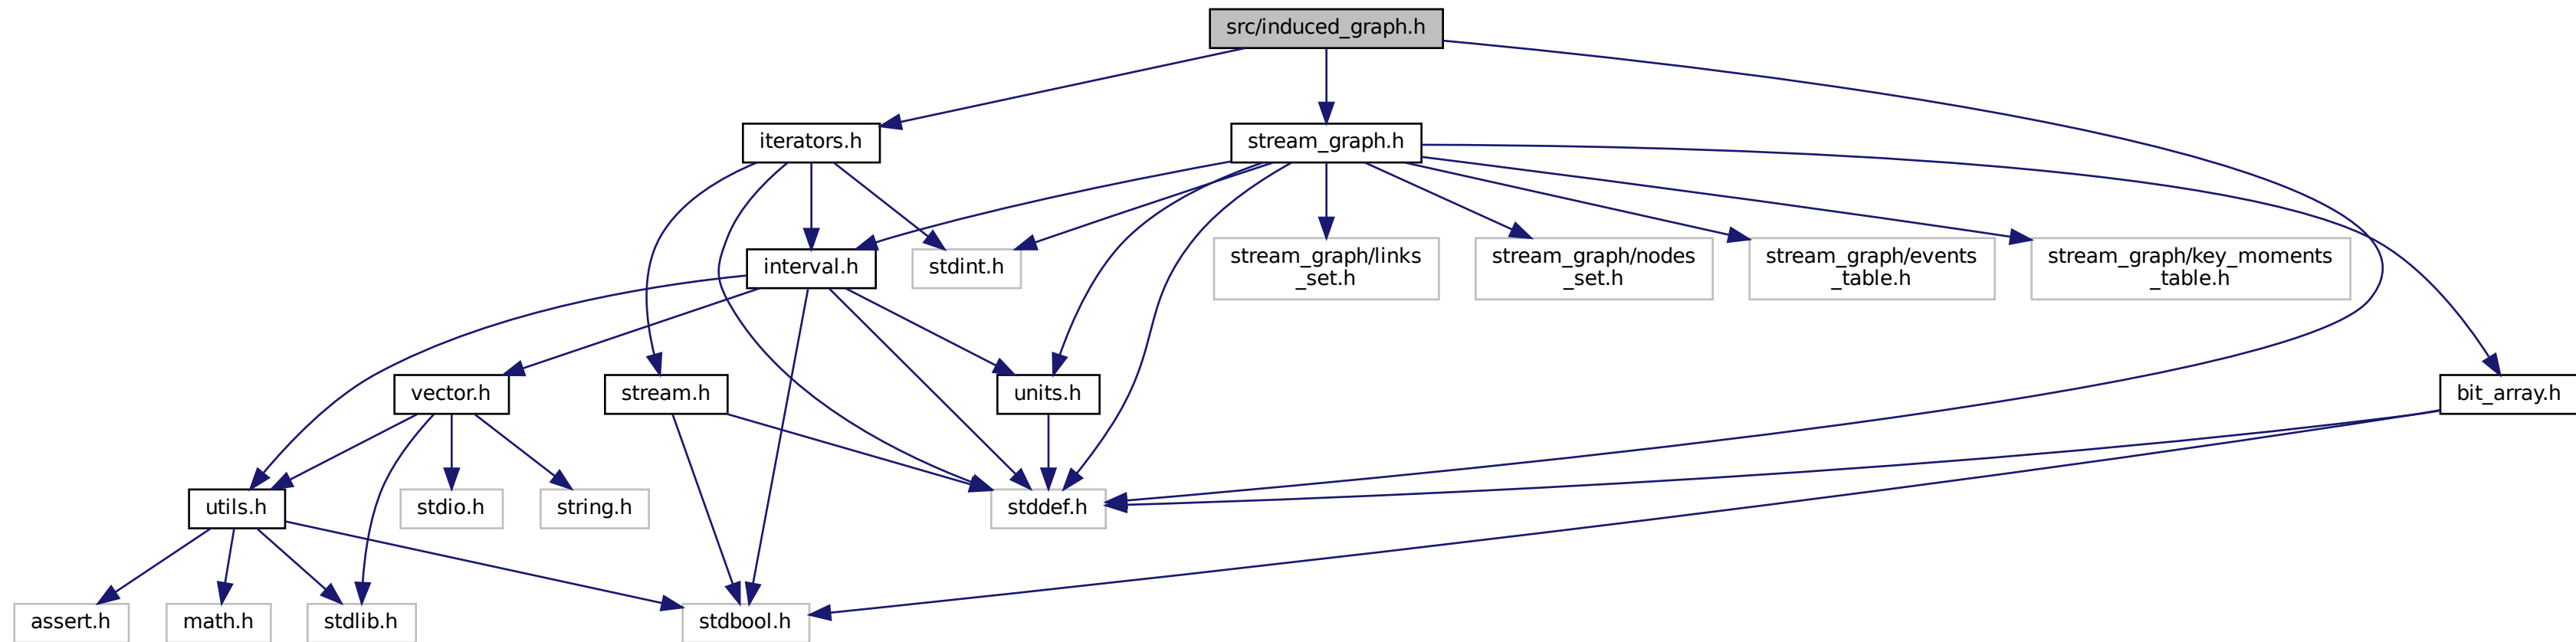 src/induced_graph.h
iterators.h
stream_graph.h
interval.h
stdint.h
stream_graph/links
_set.h
stream_graph/nodes
_set.h
stream_graph/events
_table.h
stream_graph/key_moments
_table.h
vector.h
stream.h
units.h
bit_array.h
utils.h
stdio.h
string.h
stddef.h
assert.h
math.h
stdlib.h
stdbool.h